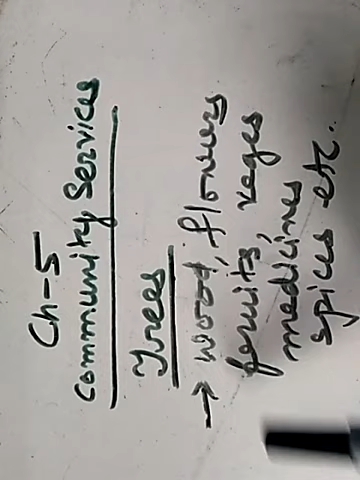 Ch-5
Community Services
Trees
→ wood, flowers
fruits, veges
medicines
spices etc.